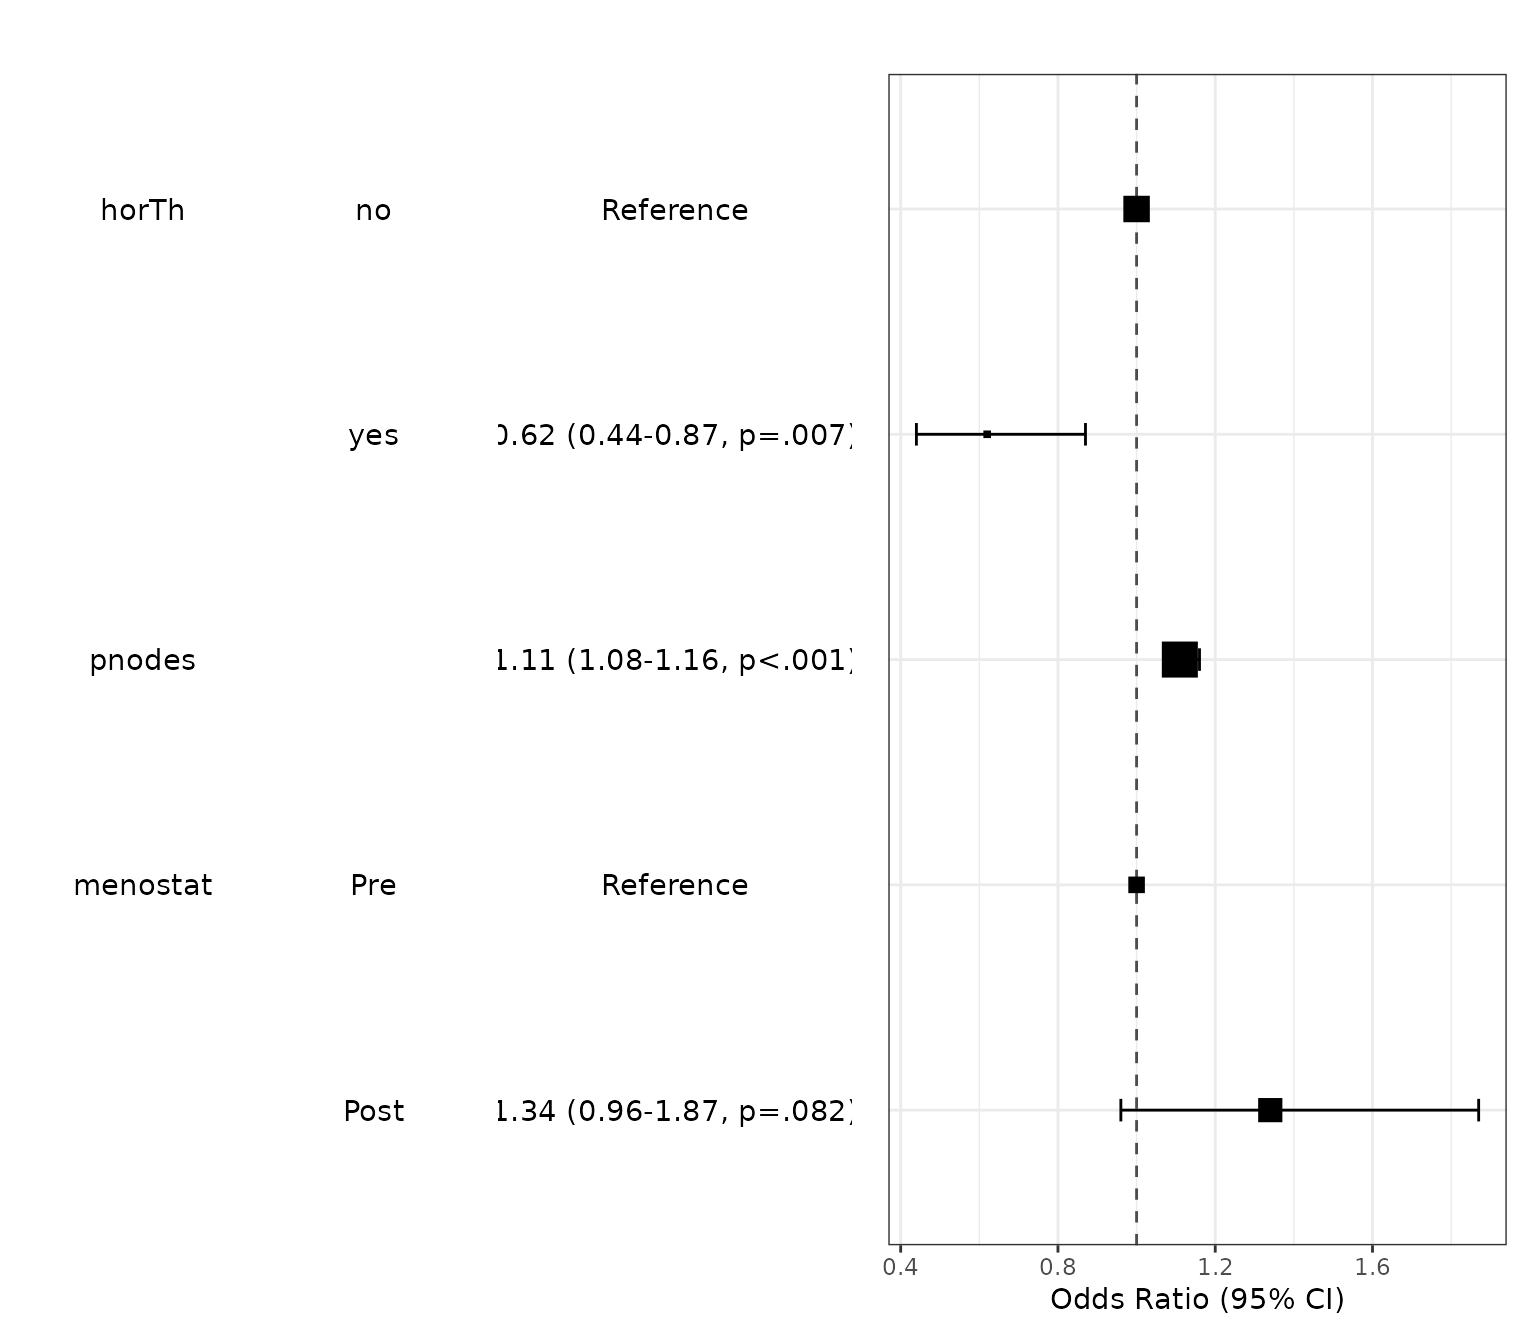 horTh no Reference
yes 0.62 (0.44-0.87, p=.007)
pnodes 1.11 (1.08-1.16, p<.001)
menostat Pre Reference
Post 1.34 (0.96-1.87, p=.082)
0.4 0.8 1.2 1.6
Odds Ratio (95% CI)